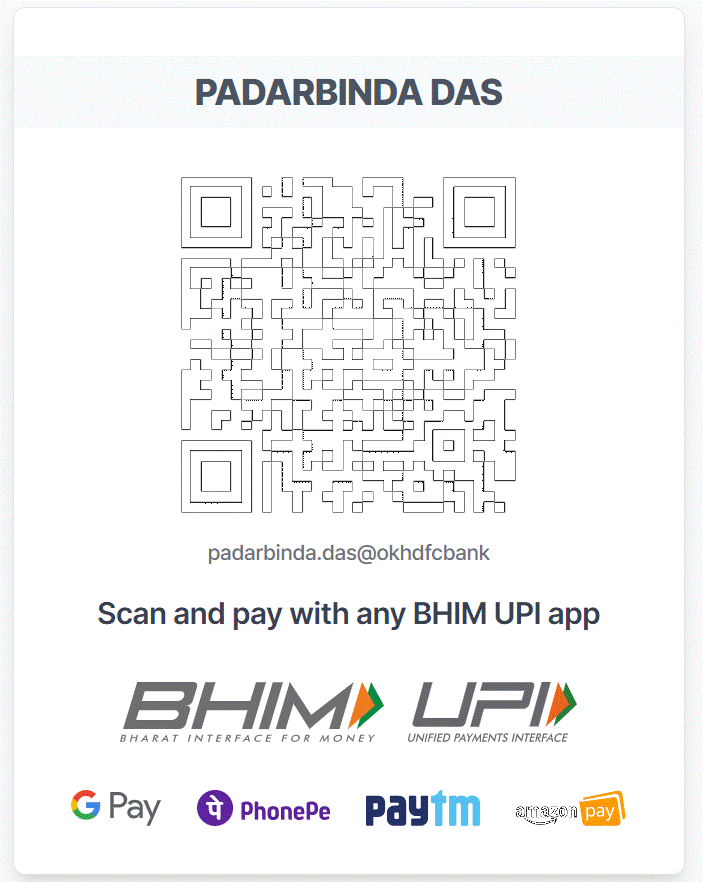 PADARBINDA DAS
padarbinda.das@okhdfcbank
Scan and pay with any BHIM UPI app
BHIM UPI
BHARAT INTERFACE FOR MONEY UNIFIED PAYMENTS INTERFACE
G Pay पे PhonePe paytm amazon pay